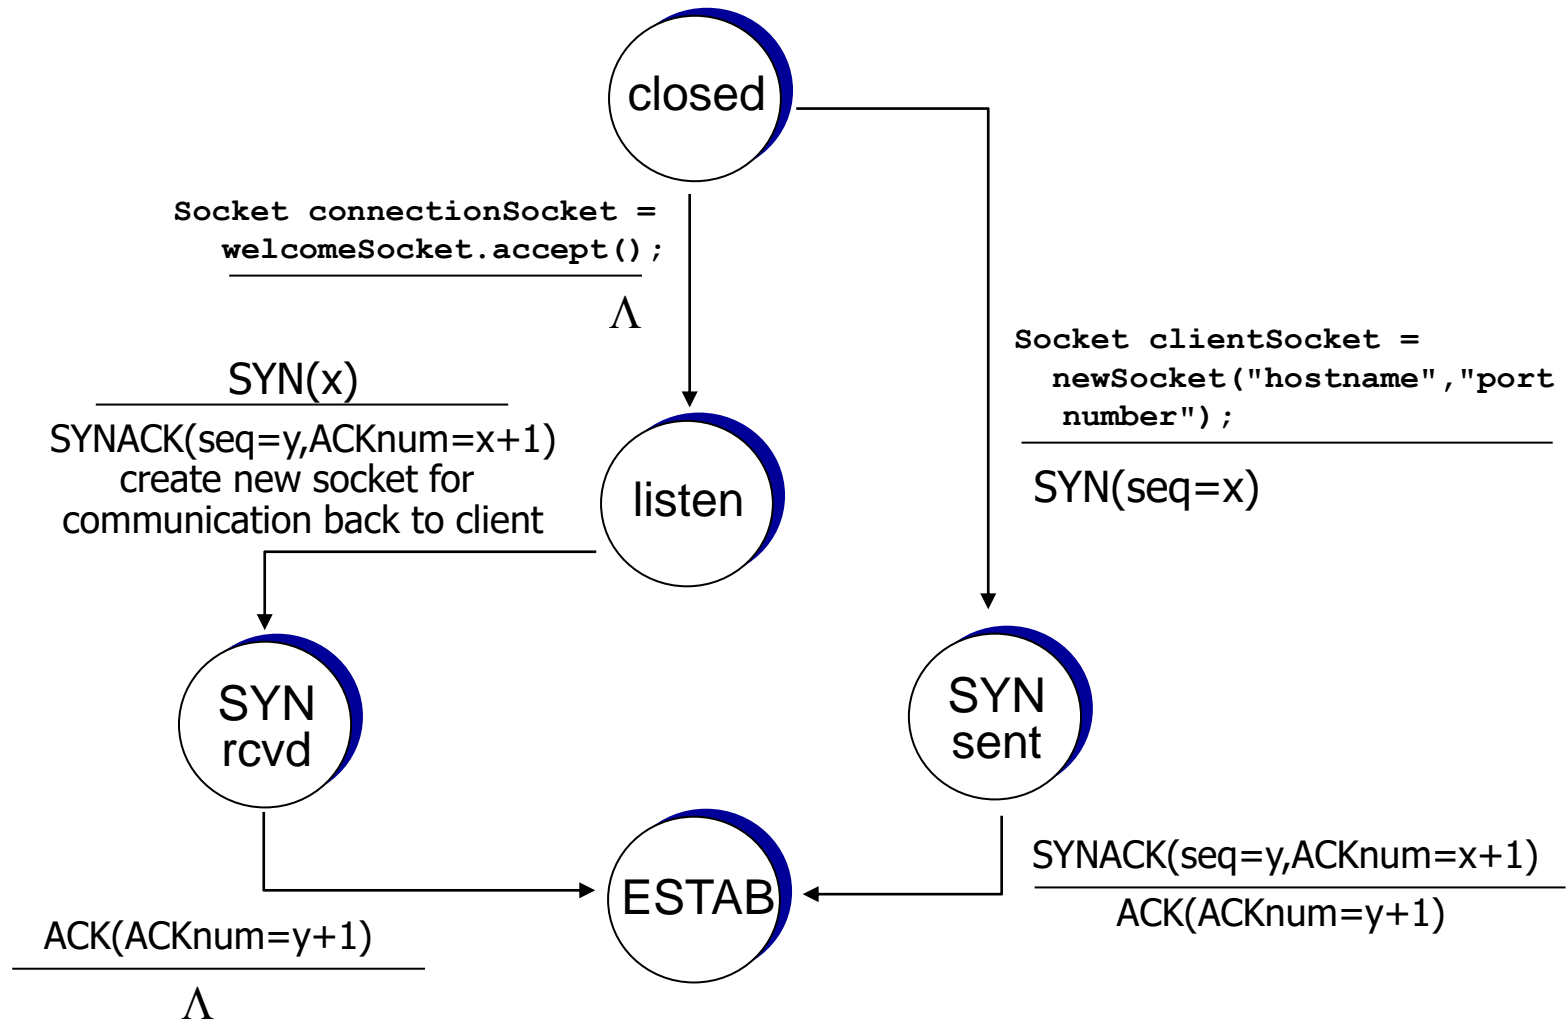 closed
Socket connectionSocket =
welcomeSocket.accept();
Λ
Socket clientSocket =
newSocket("hostname","port
number");
SYN(seq=x)
SYN(x)
SYNACK(seq=y,ACKnum=x+1)
create new socket for
communication back to client
listen
SYN
rcvd
SYN
sent
ESTAB
SYNACK(seq=y,ACKnum=x+1)
ACK(ACKnum=y+1)
ACK(ACKnum=y+1)
Λ